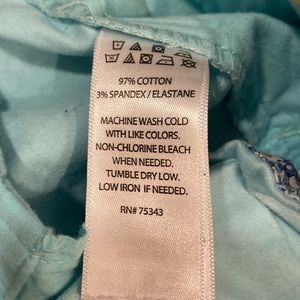 97% COTTON
3% SPANDEX/ELASTANE
MACHINE WASH COLD
WITH LIKE COLORS.
NON-CHLORINE BLEACH
WHEN NEEDED.
TUMBLE DRY LOW.
LOW IRON IF NEEDED.
RN# 75343